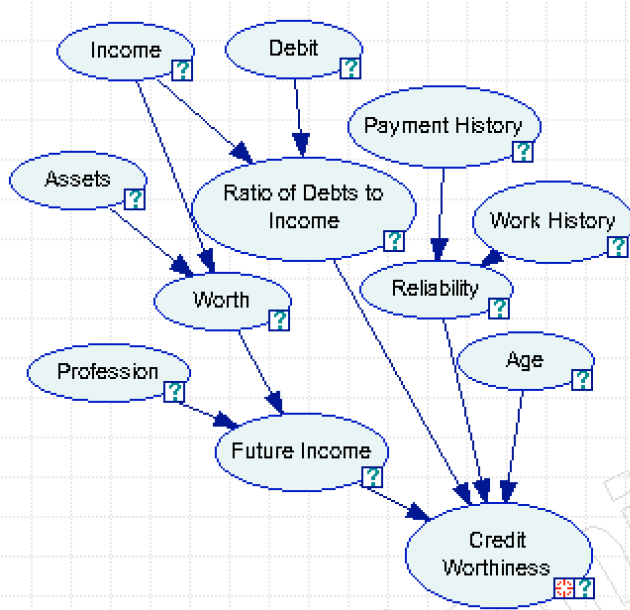 Income
Debit
Payment History
Assets
Ratio of Debts to
Income
Work History
Worth
Reliability
Profession
Age
Future Income
Credit
Worthiness
? 
?
?
?
?
?
?
?
?
?
?
?